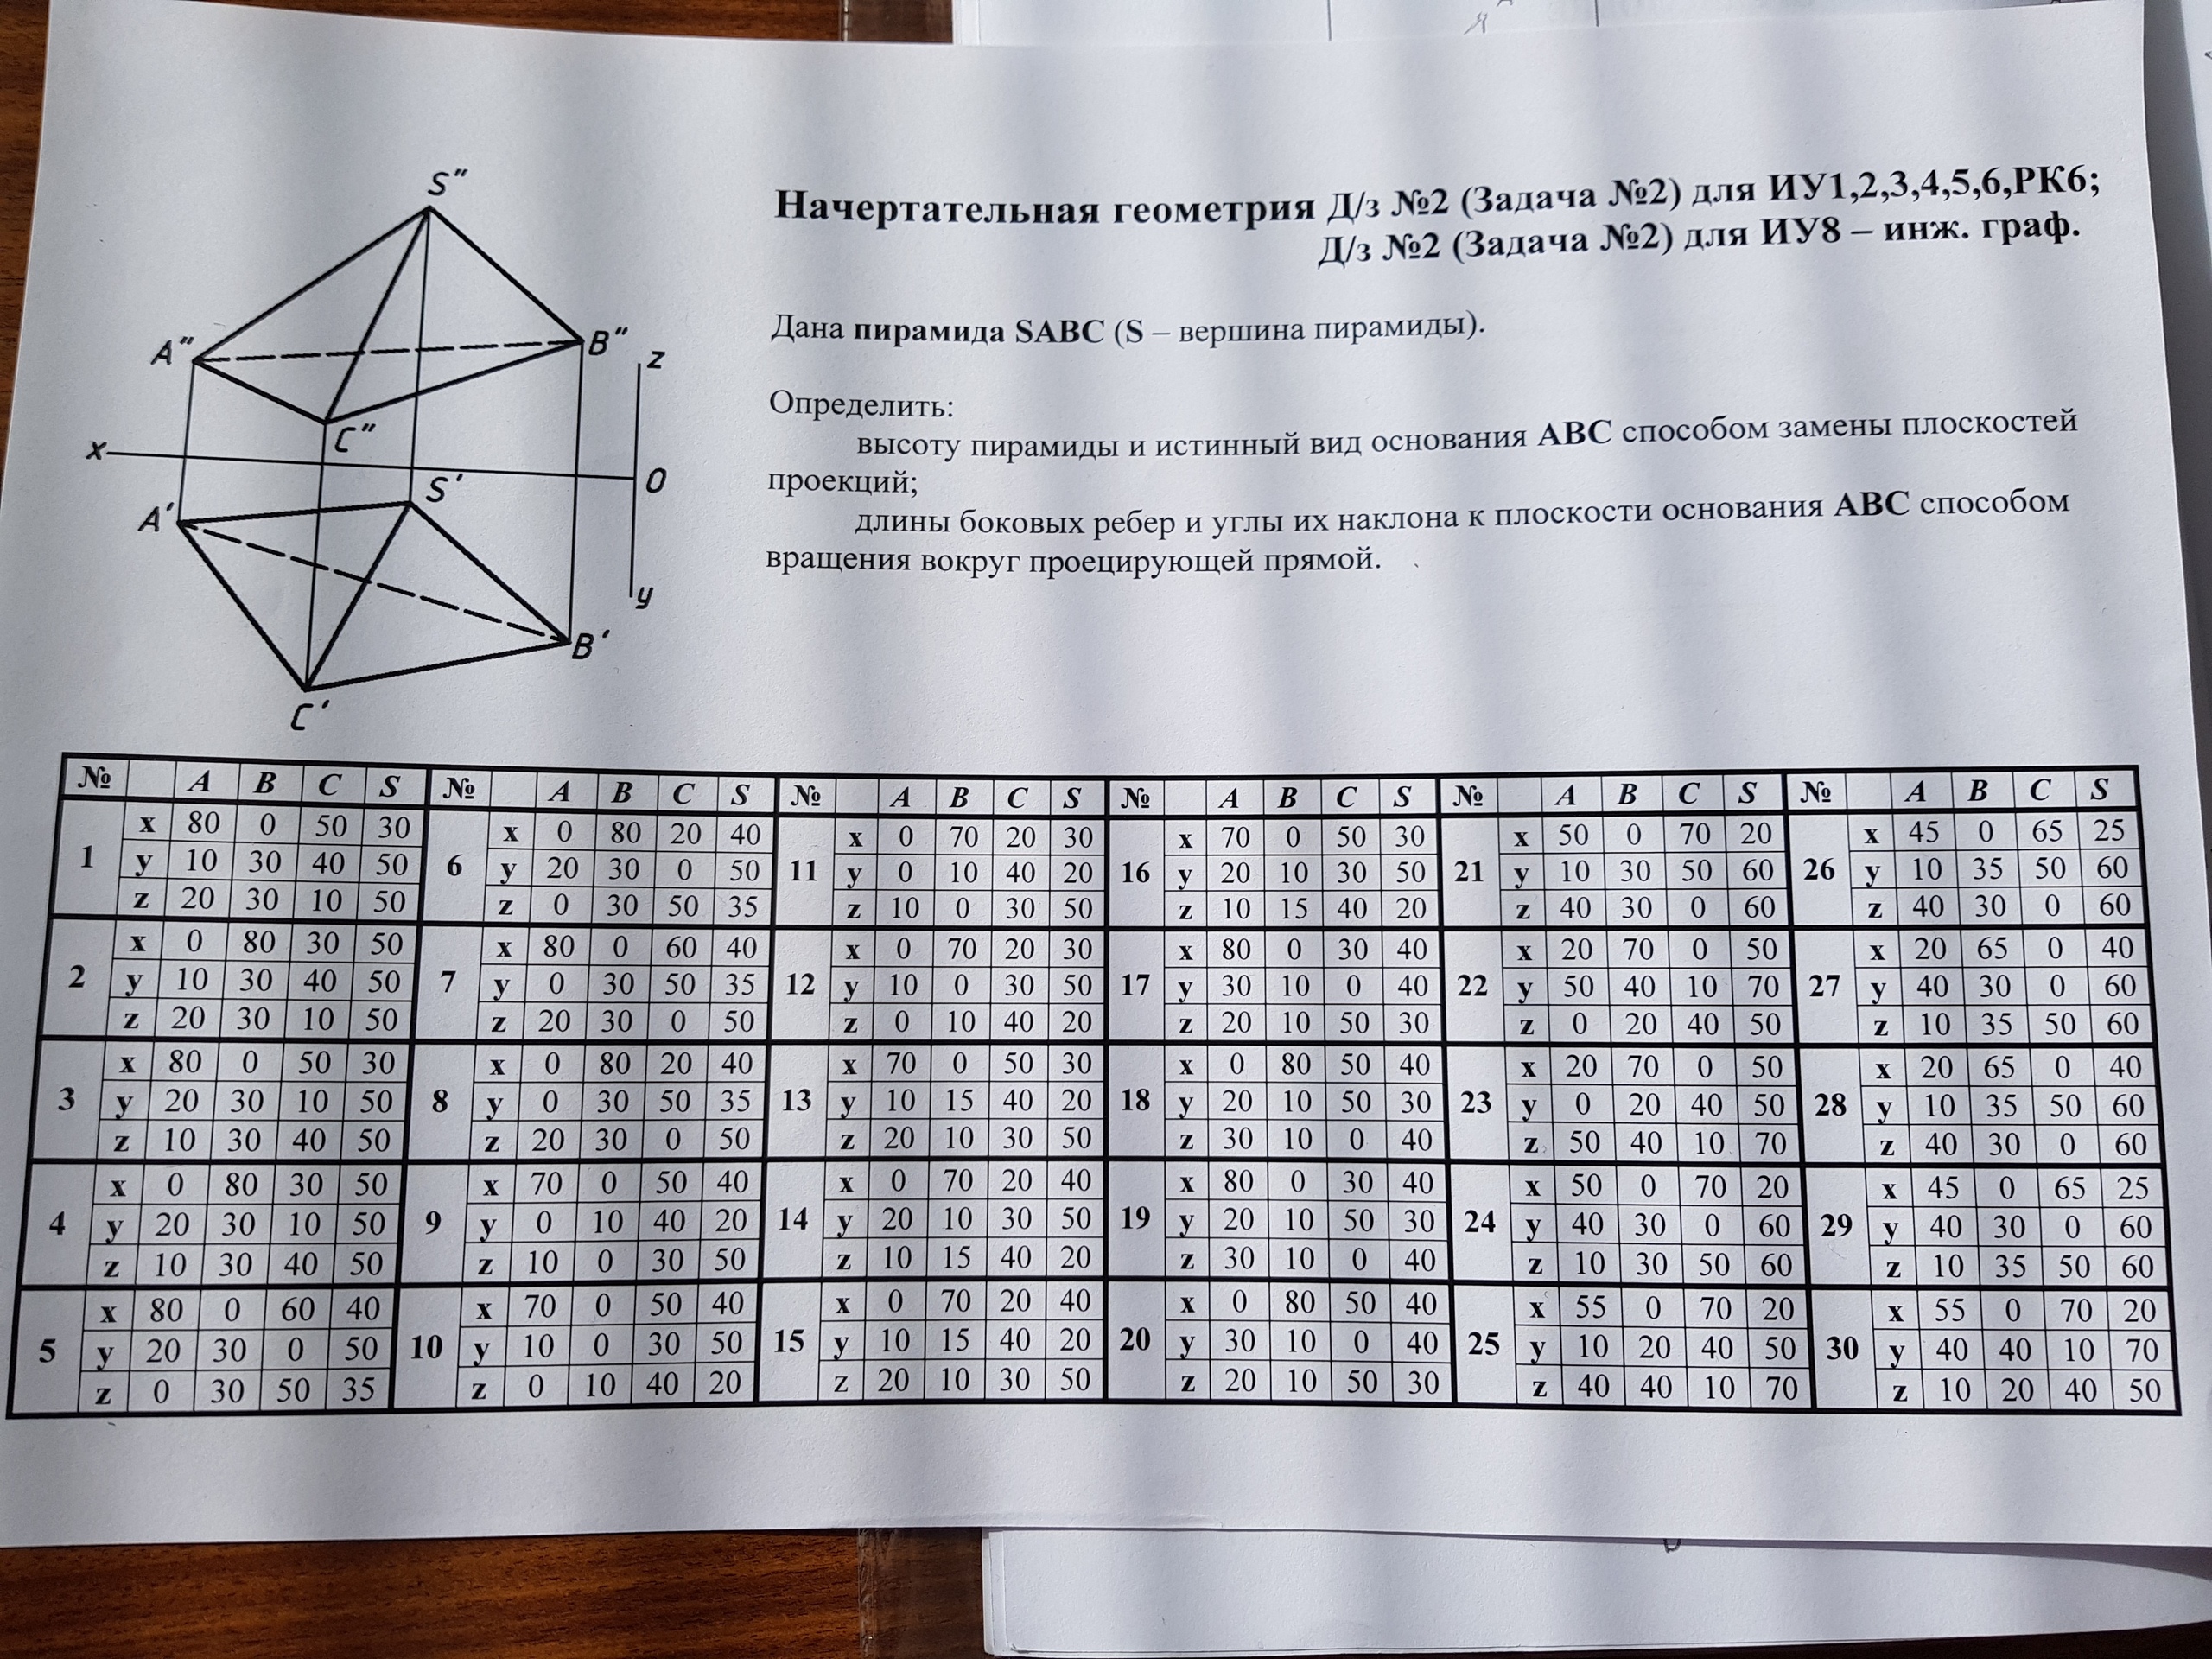 S″
A″
B″
z
C″
x
O
S′
A′
y
B′
C′
Начертательная геометрия Д/з №2 (Задача №2) для ИУ1,2,3,4,5,6,РК6;
Д/з №2 (Задача №2) для ИУ8 – инж. граф.
Дана пирамида SABC (S – вершина пирамиды).
Определить:
высоту пирамиды и истинный вид основания ABC способом замены плоскостей
проекций;
длины боковых ребер и углы их наклона к плоскости основания ABC способом
вращения вокруг проецирующей прямой.
№ A B C S № A B C S № A B C S № A B C S № A B C S № A B C S
x 80 0 50 30 x 0 80 20 40 x 0 70 20 30 x 70 0 50 30 x 50 0 70 20 x 45 0 65 25
1 y 10 30 40 50 6 y 20 30 0 50 11 y 0 10 40 20 16 y 20 10 30 50 21 y 10 30 50 60 26 y 10 35 50 60
z 20 30 10 50 z 0 30 50 35 z 10 0 30 50 z 10 15 40 20 z 40 30 0 60 z 40 30 0 60
x 0 80 30 50 x 80 0 60 40 x 0 70 20 30 x 80 0 30 40 x 20 70 0 50 x 20 65 0 40
2 y 10 30 40 50 7 y 0 30 50 35 12 y 10 0 30 50 17 y 30 10 0 40 22 y 50 40 10 70 27 y 40 30 0 60
z 20 30 10 50 z 20 30 0 50 z 0 10 40 20 z 20 10 50 30 z 0 20 40 50 z 10 35 50 60
x 80 0 50 30 x 0 80 20 40 x 70 0 50 30 x 0 80 50 40 x 20 70 0 50 x 20 65 0 40
3 y 20 30 10 50 8 y 0 30 50 35 13 y 10 15 40 20 18 y 20 10 50 30 23 y 0 20 40 50 28 y 10 35 50 60
z 10 30 40 50 z 20 30 0 50 z 20 10 30 50 z 30 10 0 40 z 50 40 10 70 z 40 30 0 60
x 0 80 30 50 x 70 0 50 40 x 0 70 20 40 x 80 0 30 40 x 50 0 70 20 x 45 0 65 25
4 y 20 30 10 50 9 y 0 10 40 20 14 y 20 10 30 50 19 y 20 10 50 30 24 y 40 30 0 60 29 y 40 30 0 60
z 10 30 40 50 z 10 0 30 50 z 10 15 40 20 z 30 10 0 40 z 10 30 50 60 z 10 35 50 60
x 80 0 60 40 x 70 0 50 40 x 0 70 20 40 x 0 80 50 40 x 55 0 70 20 x 55 0 70 20
5 y 20 30 0 50 10 y 10 0 30 50 15 y 10 15 40 20 20 y 30 10 0 40 25 y 10 20 40 50 30 y 40 40 10 70
z 0 30 50 35 z 0 10 40 20 z 20 10 30 50 z 20 10 50 30 z 40 40 10 70 z 10 20 40 50